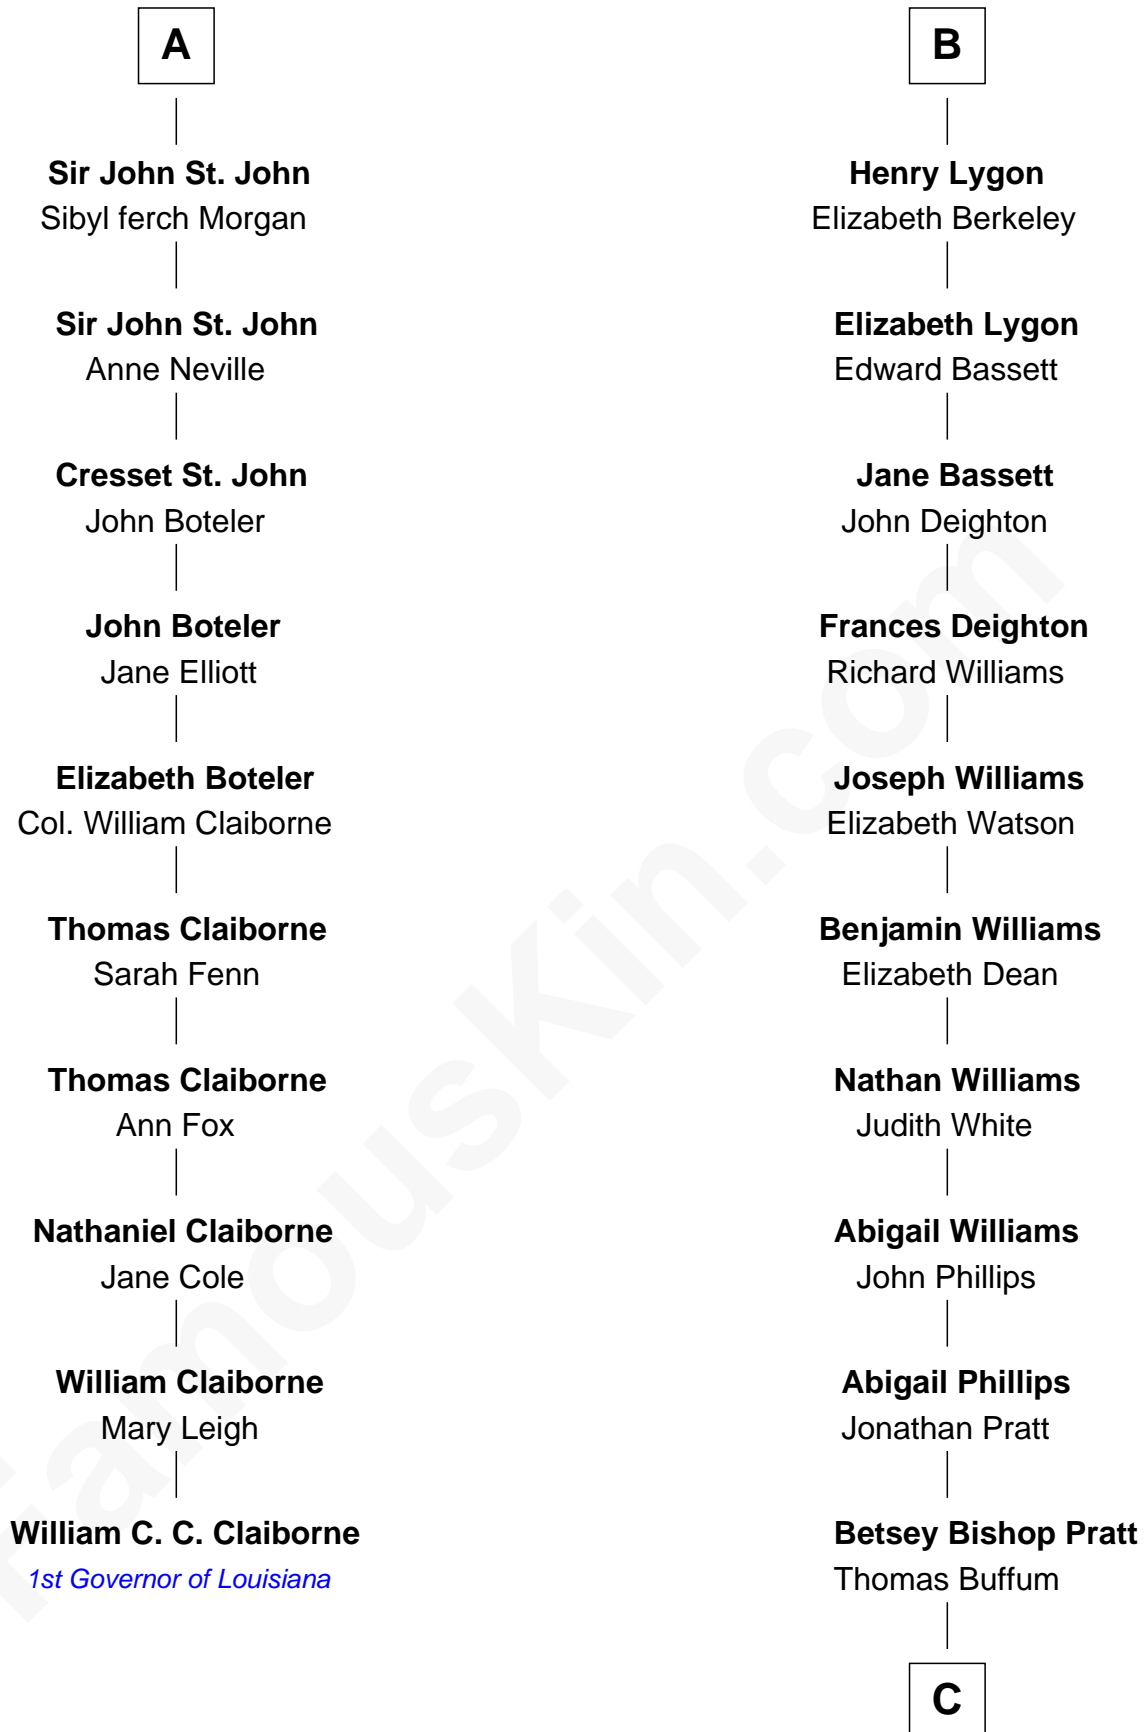 A
Sir John St. John
Sibyl ferch Morgan
Sir John St. John
Anne Neville
Cresset St. John
John Boteler
John Boteler
Jane Elliott
Elizabeth Boteler
Col. William Claiborne
Thomas Claiborne
Sarah Fenn
Thomas Claiborne
Ann Fox
Nathaniel Claiborne
Jane Cole
William Claiborne
Mary Leigh
William C. C. Claiborne
1st Governor of Louisiana
B
Henry Lygon
Elizabeth Berkeley
Elizabeth Lygon
Edward Bassett
Jane Bassett
John Deighton
Frances Deighton
Richard Williams
Joseph Williams
Elizabeth Watson
Benjamin Williams
Elizabeth Dean
Nathan Williams
Judith White
Abigail Williams
John Phillips
Abigail Phillips
Jonathan Pratt
Betsey Bishop Pratt
Thomas Buffum
C
FamousKin.com